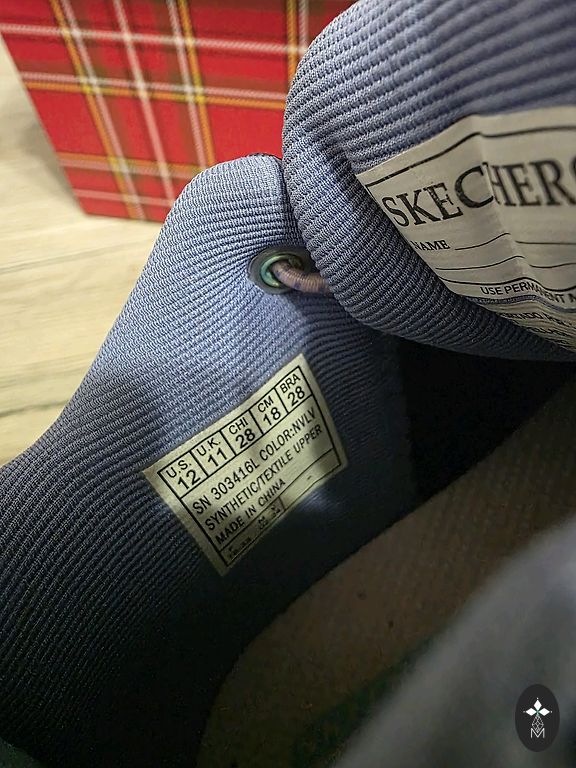 SKECHERS
NAME
USE PERMANENT M
U.S. U.K. CHI CM BRA
12 11 28 18 28
SN 303416L COLOR:NVLV
SYNTHETIC/TEXTILE UPPER
MADE IN CHINA